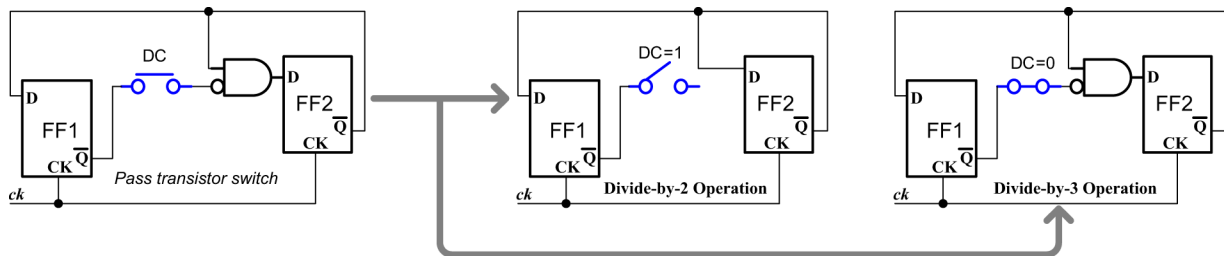 DC
D
FF1
CK
Q
D
FF2
Q
CK
ck
Pass transistor switch
DC=1
D
FF1
CK
Q
D
FF2
Q
CK
ck
Divide-by-2 Operation
DC=0
D
FF1
CK
Q
D
FF2
Q
CK
ck
Divide-by-3 Operation